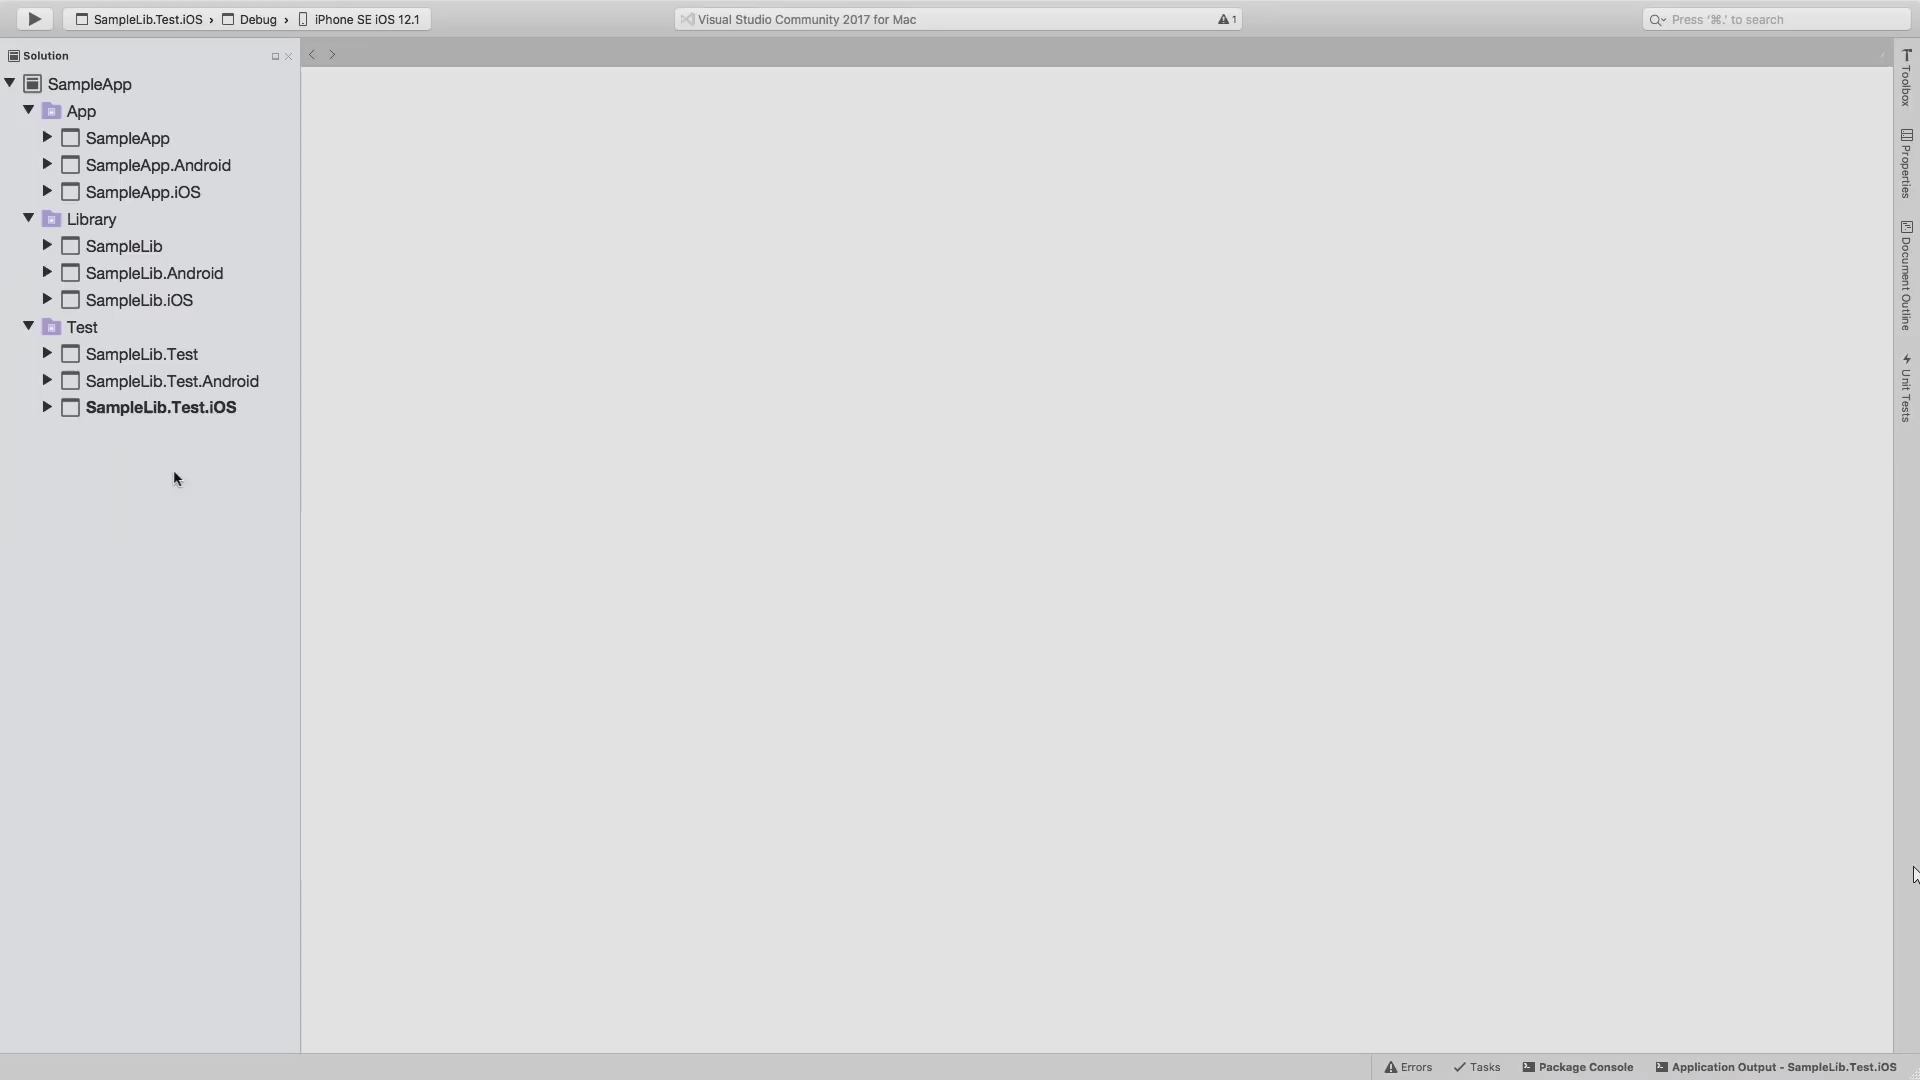 SampleLib.Test.iOS › Debug › iPhone SE iOS 12.1
Visual Studio Community 2017 for Mac
1
Press '⌘.' to search
Solution
SampleApp
App
SampleApp
SampleApp.Android
SampleApp.iOS
Library
SampleLib
SampleLib.Android
SampleLib.iOS
Test
SampleLib.Test
SampleLib.Test.Android
SampleLib.Test.iOS
Toolbox
Properties
Document Outline
Unit Tests
Errors
Tasks
Package Console
Application Output - SampleLib.Test.iOS